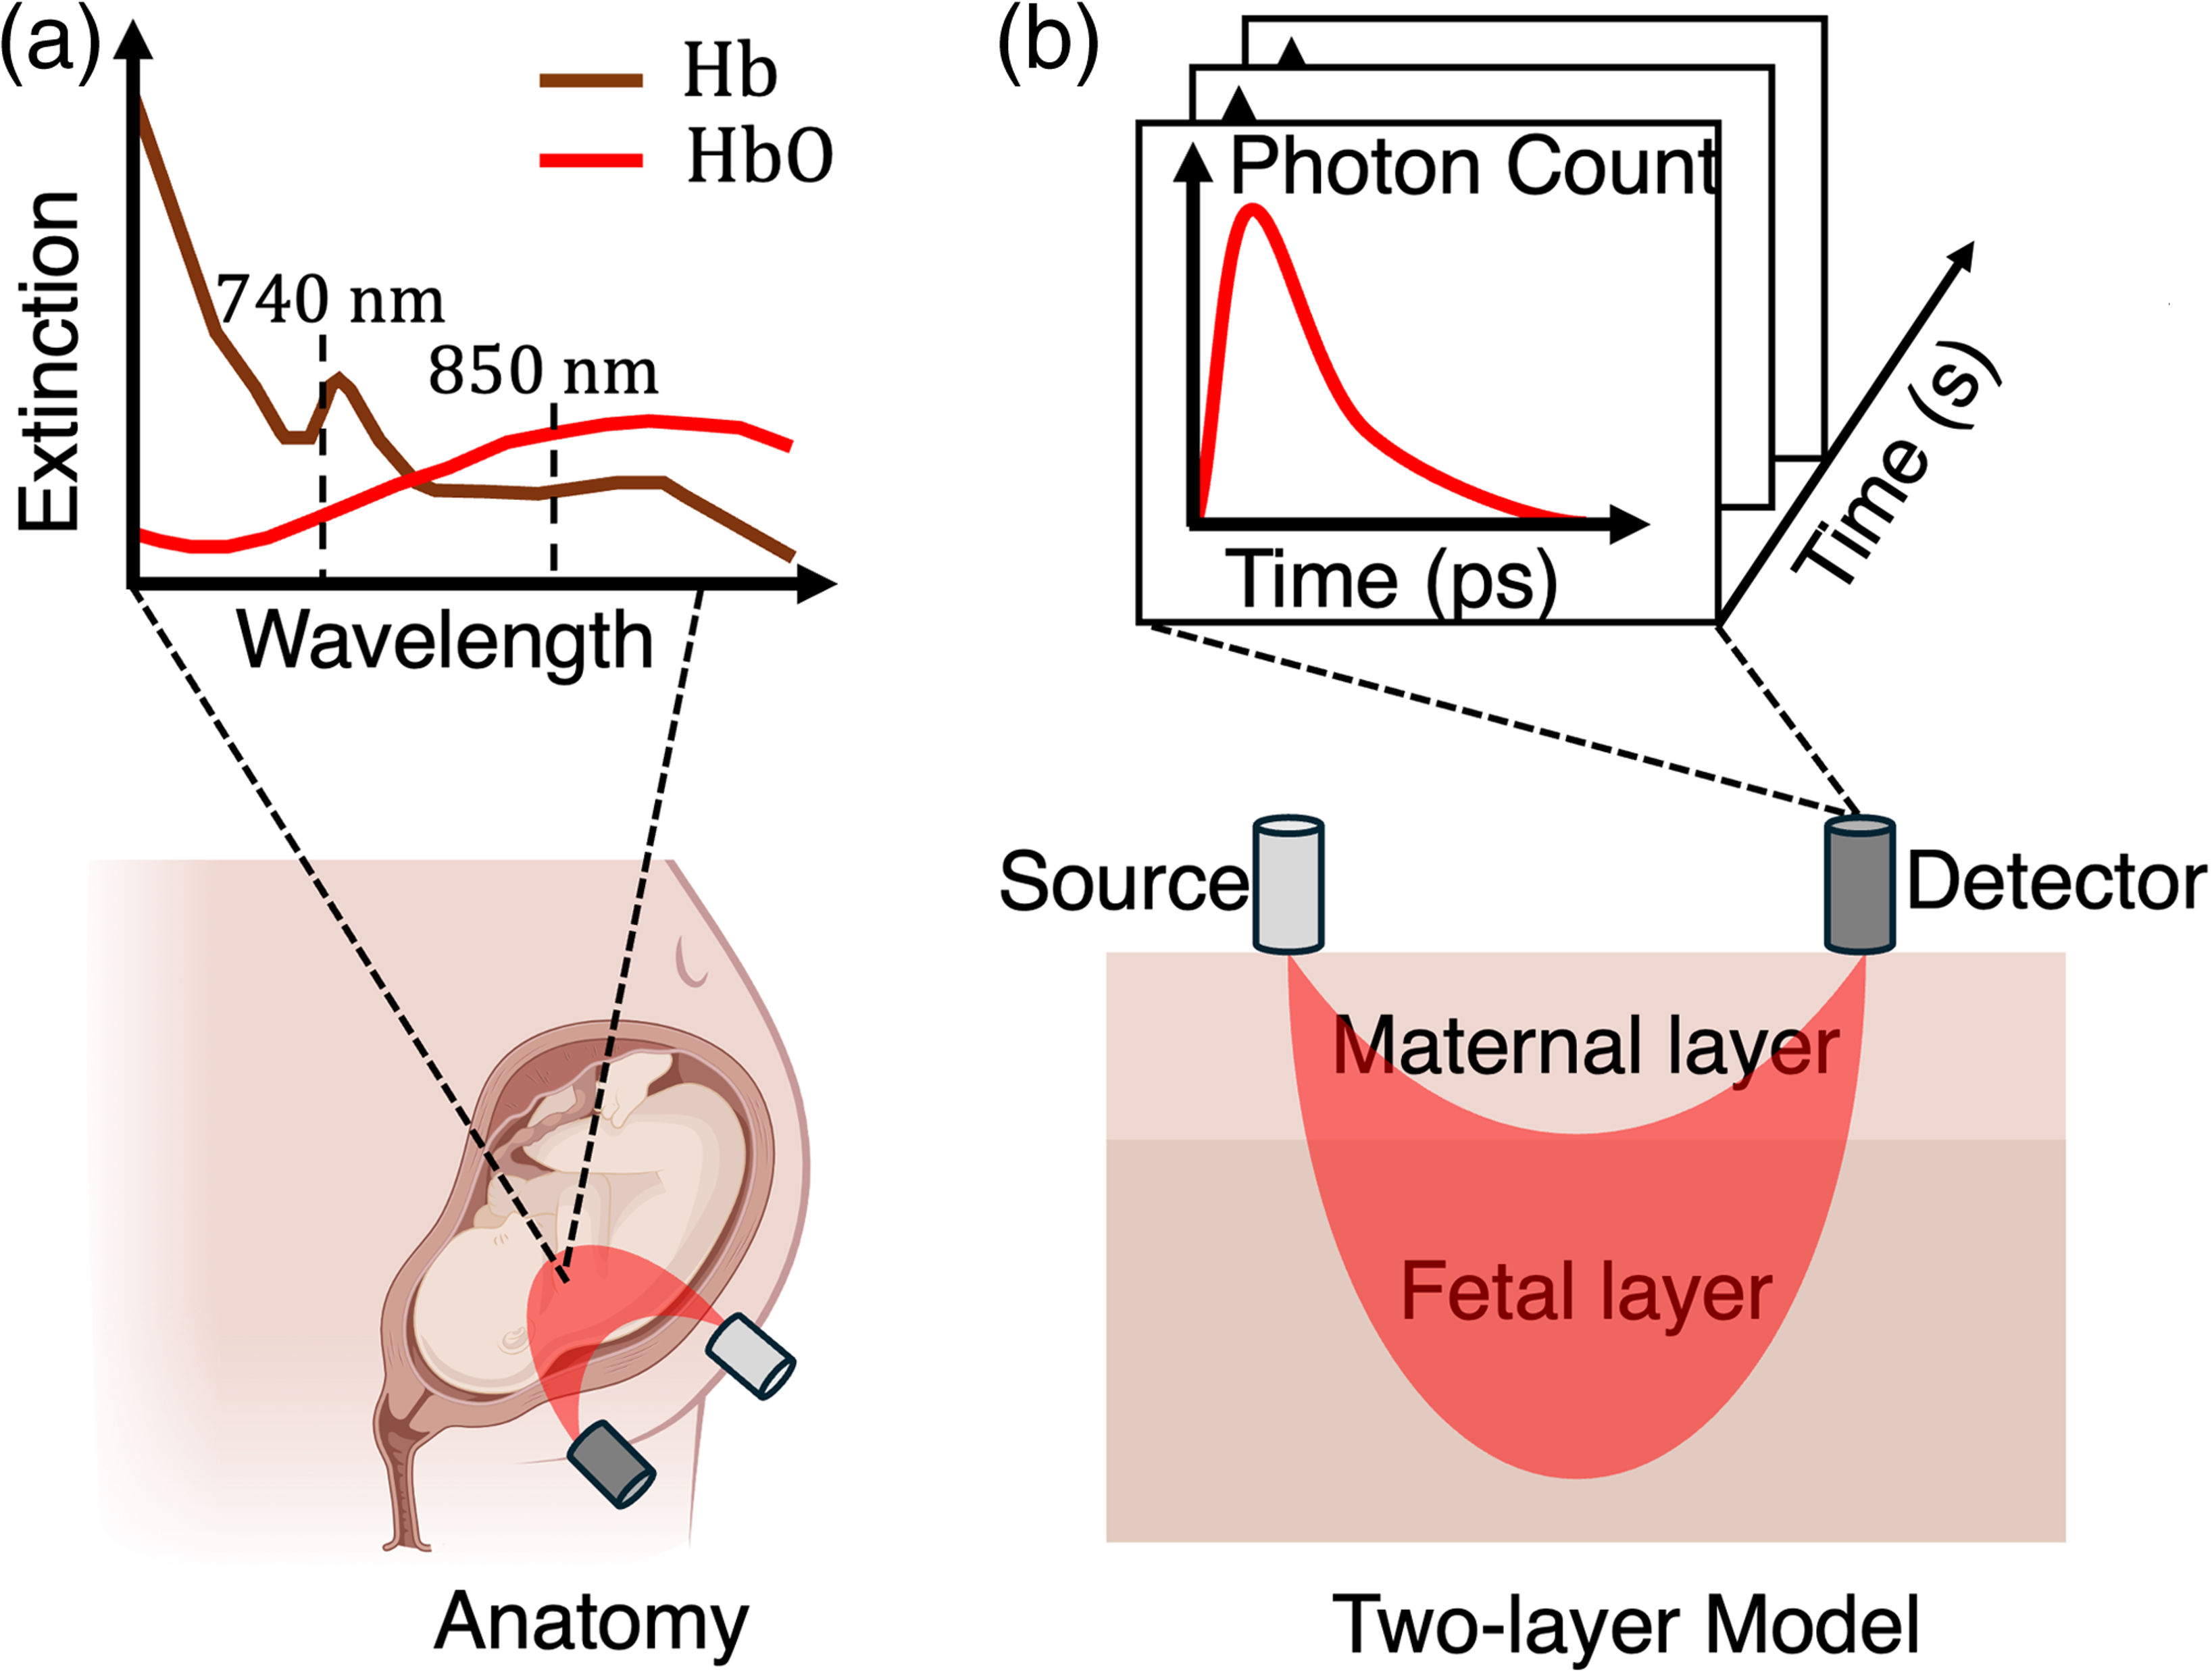 (a)
Hb
HbO
740 nm
850 nm
Extinction
Wavelength
Anatomy
(b)
Photon Count
Time (ps)
Time (s)
Source
Detector
Maternal layer
Fetal layer
Two-layer Model